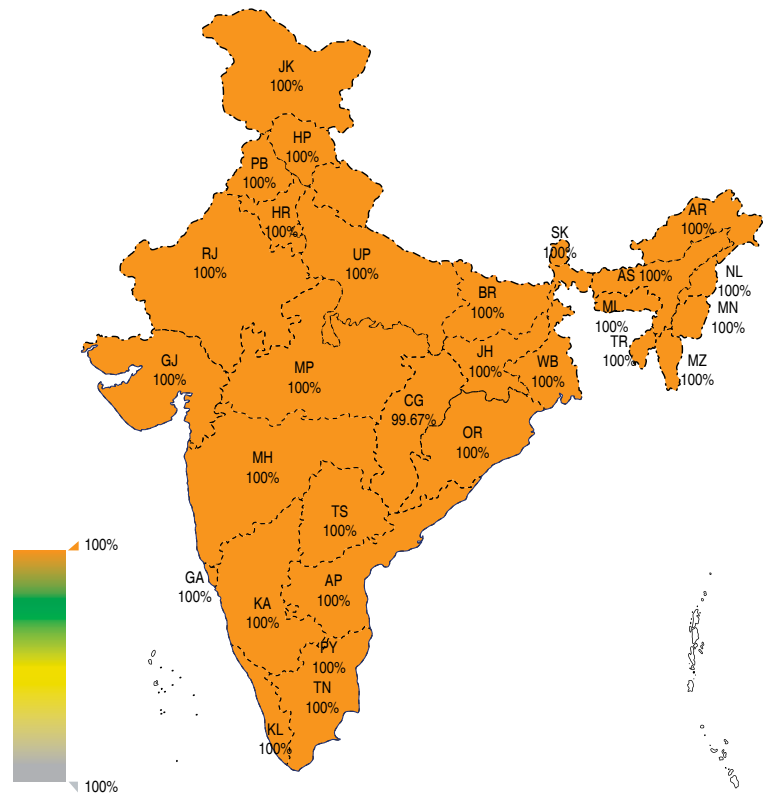 JK
100%
HP
100%
PB
100%
HR
100%
RJ
100%
UP
100%
SK
100%
AR
100%
AS 100%
NL
100%
BR
100%
ML
100%
MN
100%
TR
100%
MZ
100%
GJ
100%
MP
100%
JH
100%
WB
100%
CG
99.67%
OR
100%
MH
100%
TS
100%
100%
GA
100%
AP
100%
KA
100%
PY
100%
TN
100%
KL
100%
100%